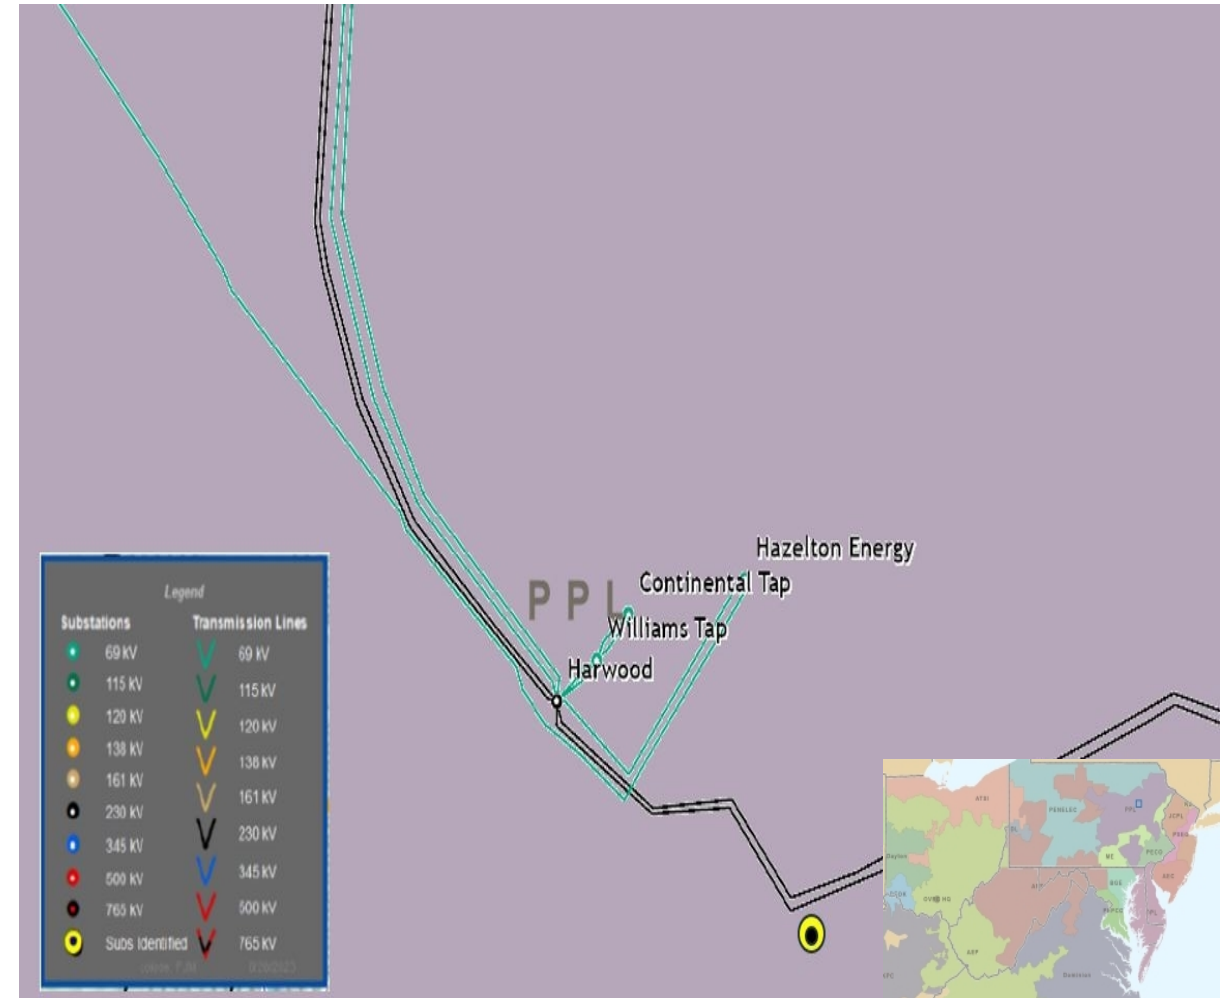 Hazelton Energy
Continental Tap
PPL
Williams Tap
Harwood
Legend
Substations
Transmission Lines
69 kV
69 kV
115 kV
115 kV
120 kV
120 kV
138 kV
138 kV
161 kV
161 kV
230 kV
230 kV
345 kV
345 kV
500 kV
500 kV
765 kV
765 kV
Subs Identified
ATSI
PENELEC
PPL
JCPL
ME
PECO
Dayton
BGE
AEC
DPL
AEP
Dominion